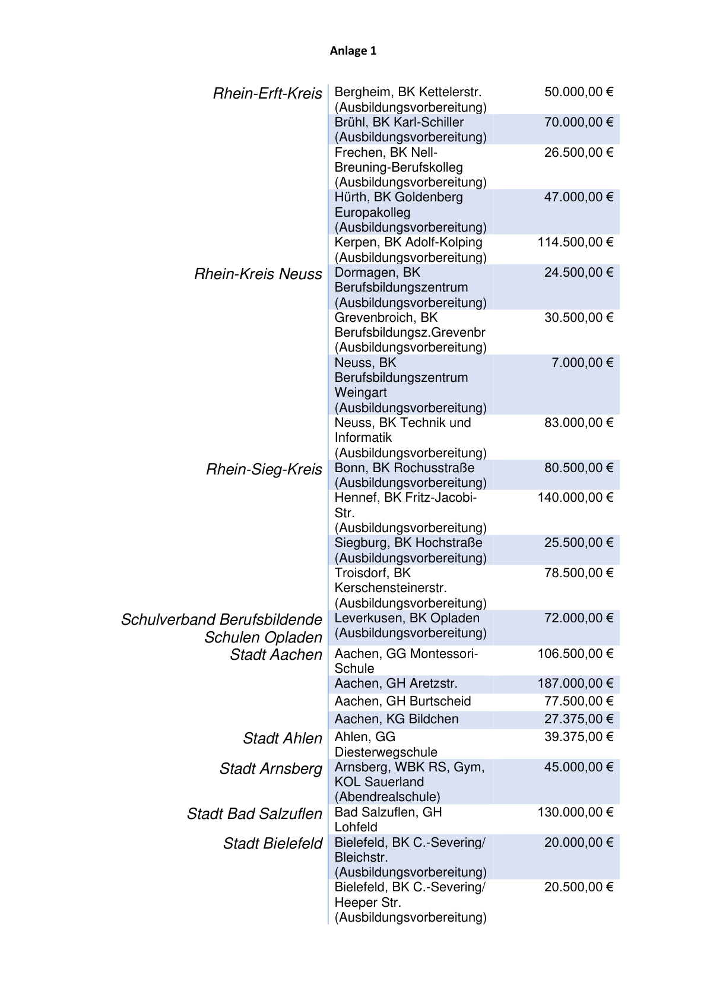 Anlage 1
Rhein-Erft-Kreis Bergheim, BK Kettelerstr. 50.000,00 €
(Ausbildungsvorbereitung)
Brühl, BK Karl-Schiller 70.000,00 €
(Ausbildungsvorbereitung)
Frechen, BK Nell- 26.500,00 €
Breuning-Berufskolleg
(Ausbildungsvorbereitung)
Hürth, BK Goldenberg 47.000,00 €
Europakolleg
(Ausbildungsvorbereitung)
Kerpen, BK Adolf-Kolping 114.500,00 €
(Ausbildungsvorbereitung)
Rhein-Kreis Neuss Dormagen, BK 24.500,00 €
Berufsbildungszentrum
(Ausbildungsvorbereitung)
Grevenbroich, BK 30.500,00 €
Berufsbildungsz.Grevenbr
(Ausbildungsvorbereitung)
Neuss, BK 7.000,00 €
Berufsbildungszentrum
Weingart
(Ausbildungsvorbereitung)
Neuss, BK Technik und 83.000,00 €
Informatik
(Ausbildungsvorbereitung)
Rhein-Sieg-Kreis Bonn, BK Rochusstraße 80.500,00 €
(Ausbildungsvorbereitung)
Hennef, BK Fritz-Jacobi- 140.000,00 €
Str.
(Ausbildungsvorbereitung)
Siegburg, BK Hochstraße 25.500,00 €
(Ausbildungsvorbereitung)
Troisdorf, BK 78.500,00 €
Kerschensteinerstr.
(Ausbildungsvorbereitung)
Schulverband Berufsbildende Leverkusen, BK Opladen 72.000,00 €
Schulen Opladen (Ausbildungsvorbereitung)
Stadt Aachen Aachen, GG Montessori- 106.500,00 €
Schule
Aachen, GH Aretzstr. 187.000,00 €
Aachen, GH Burtscheid 77.500,00 €
Aachen, KG Bildchen 27.375,00 €
Stadt Ahlen Ahlen, GG 39.375,00 €
Diesterwegschule
Stadt Arnsberg Arnsberg, WBK RS, Gym, 45.000,00 €
KOL Sauerland
(Abendrealschule)
Stadt Bad Salzuflen Bad Salzuflen, GH 130.000,00 €
Lohfeld
Stadt Bielefeld Bielefeld, BK C.-Severing/ 20.000,00 €
Bleichstr.
(Ausbildungsvorbereitung)
Bielefeld, BK C.-Severing/ 20.500,00 €
Heeper Str.
(Ausbildungsvorbereitung)